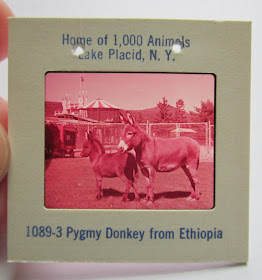 Home of 1,000 Animals
Lake Placid, N. Y.
1089-3 Pygmy Donkey from Ethiopia